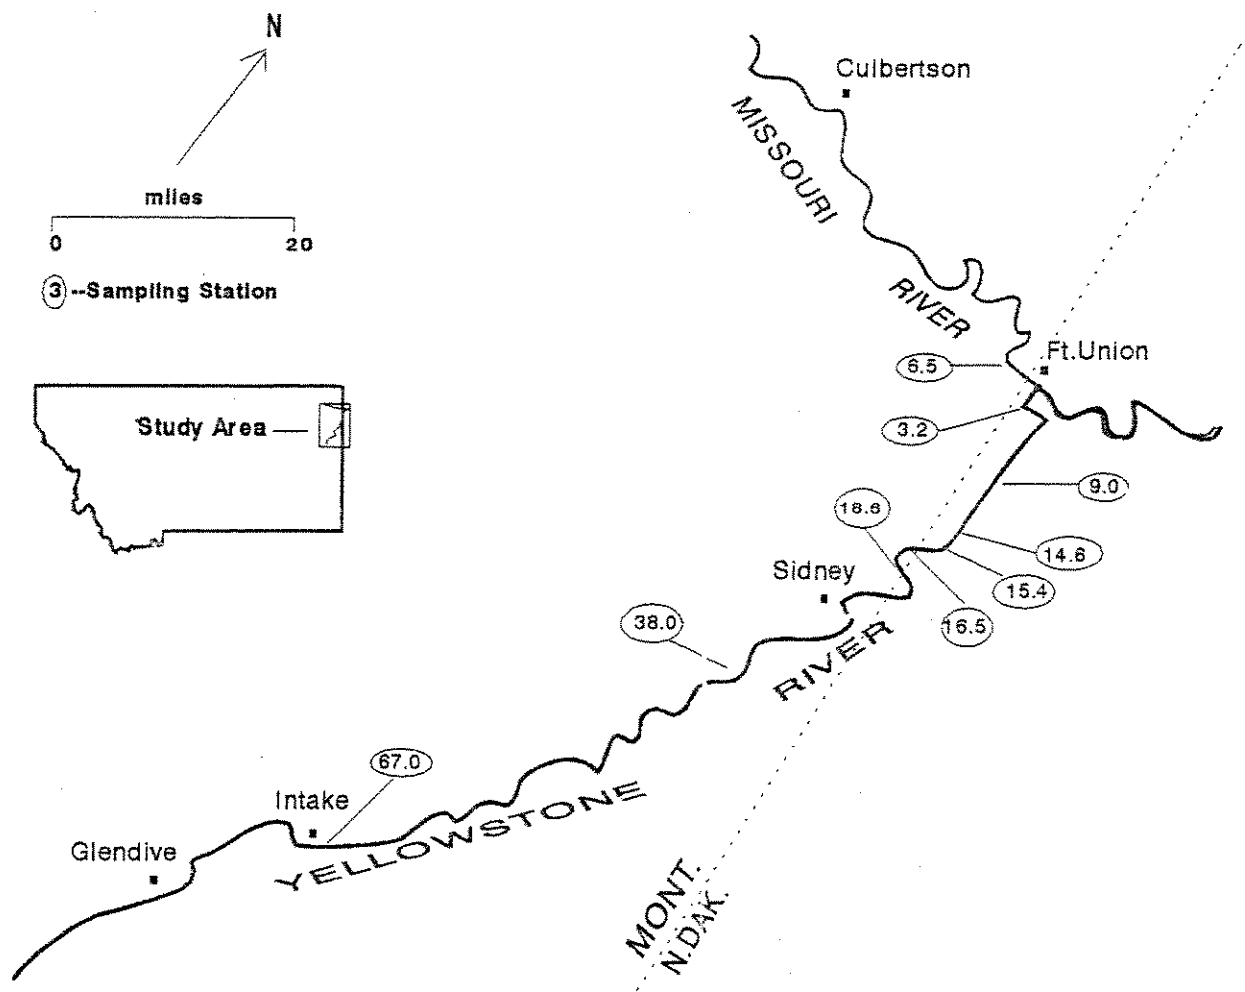 N
Culbertson
MISSOURI
miles
0 20
3 --Sampling Station
RIVER
Ft.Union
6.5
Study Area
3.2
9.0
18.6
14.6
Sidney
15.4
38.0
16.5
RIVER
67.0
Intake
YELLOWSTONE
Glendive
MONT.
N.DAK.